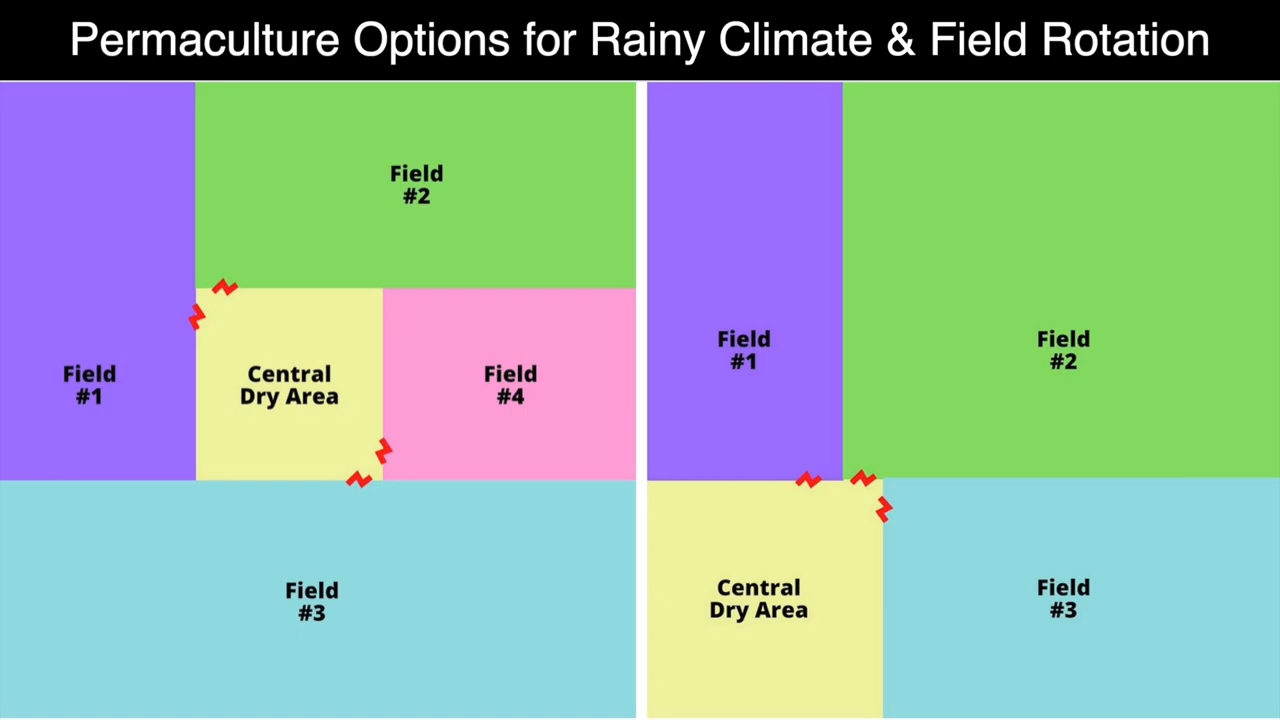 Permaculture Options for Rainy Climate & Field Rotation
Field
#2
Field
#1
Central
Dry Area
Field
#4
Field
#3
Field
#1
Field
#2
Central
Dry Area
Field
#3